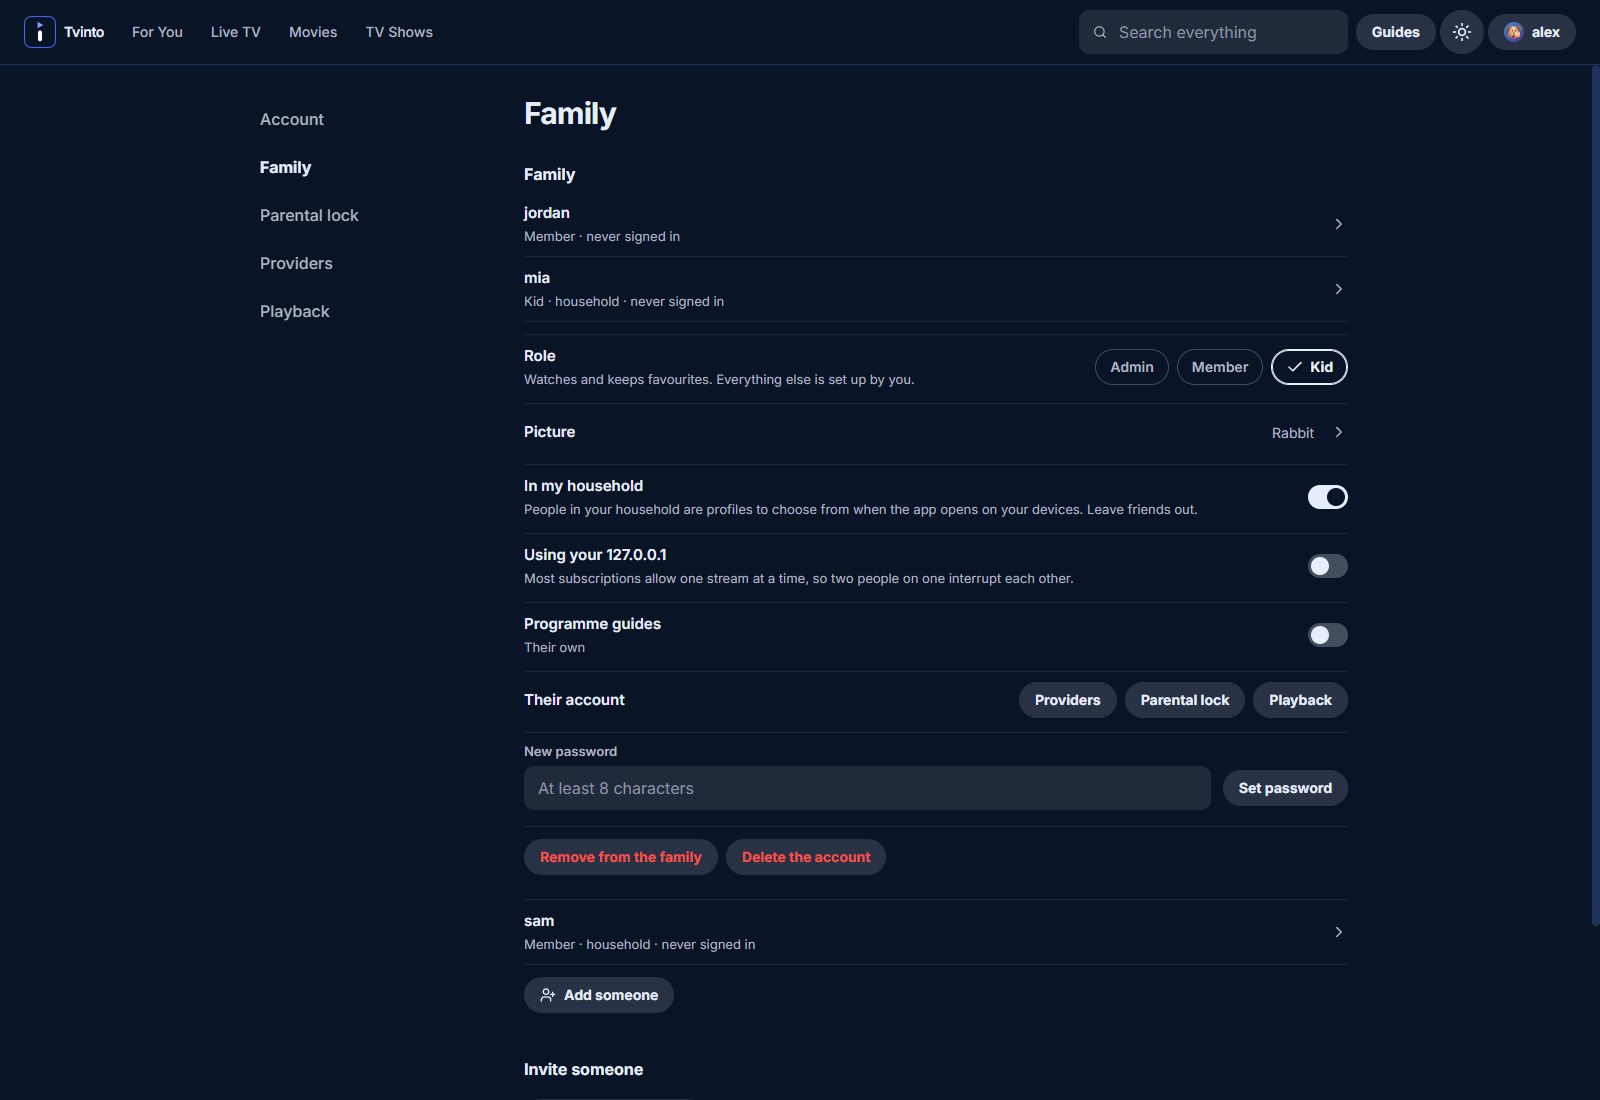 Tvinto
For You
Live TV
Movies
TV Shows
Search everything
Guides
alex
Account
Family
Parental lock
Providers
Playback
Family
Family
jordan
Member · never signed in
mia
Kid · household · never signed in
Role
Watches and keeps favourites. Everything else is set up by you.
Admin
Member
Kid
Picture
Rabbit
In my household
People in your household are profiles to choose from when the app opens on your devices. Leave friends out.
Using your 127.0.0.1
Most subscriptions allow one stream at a time, so two people on one interrupt each other.
Programme guides
Their own
Their account
Providers
Parental lock
Playback
New password
At least 8 characters
Set password
Remove from the family
Delete the account
sam
Member · household · never signed in
Add someone
Invite someone